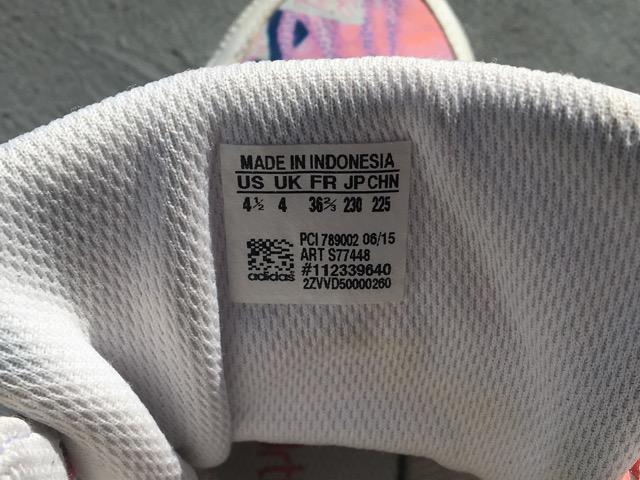 MADE IN INDONESIA
US UK FR JP CHN
4½ 4 36⅔ 230 225
PCI 789002 06/15
ART S77448
#112339640
adidas
2ZVVD50000260